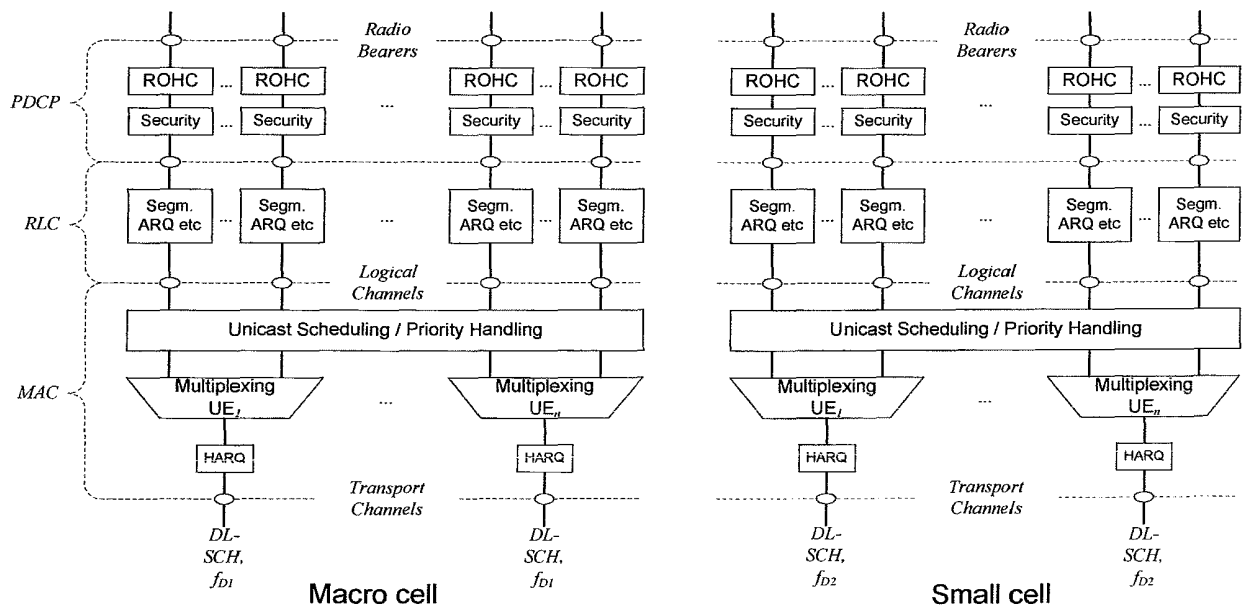 Radio Bearers
Radio Bearers
PDCP
ROHC ... ROHC ... ROHC ... ROHC
ROHC ... ROHC ... ROHC ... ROHC
Security ... Security Security ... Security
Security ... Security Security ... Security
RLC
Segm. ARQ etc ... Segm. ARQ etc ... Segm. ARQ etc ... Segm. ARQ etc
Segm. ARQ etc ... Segm. ARQ etc ... Segm. ARQ etc ... Segm. ARQ etc
Logical Channels
Logical Channels
MAC
Unicast Scheduling / Priority Handling
Unicast Scheduling / Priority Handling
Multiplexing UE1 ... Multiplexing UEn
Multiplexing UE1 ... Multiplexing UEn
HARQ HARQ
HARQ HARQ
Transport Channels
Transport Channels
DL-SCH, fD1 DL-SCH, fD1
DL-SCH, fD2 DL-SCH, fD2
Macro cell
Small cell